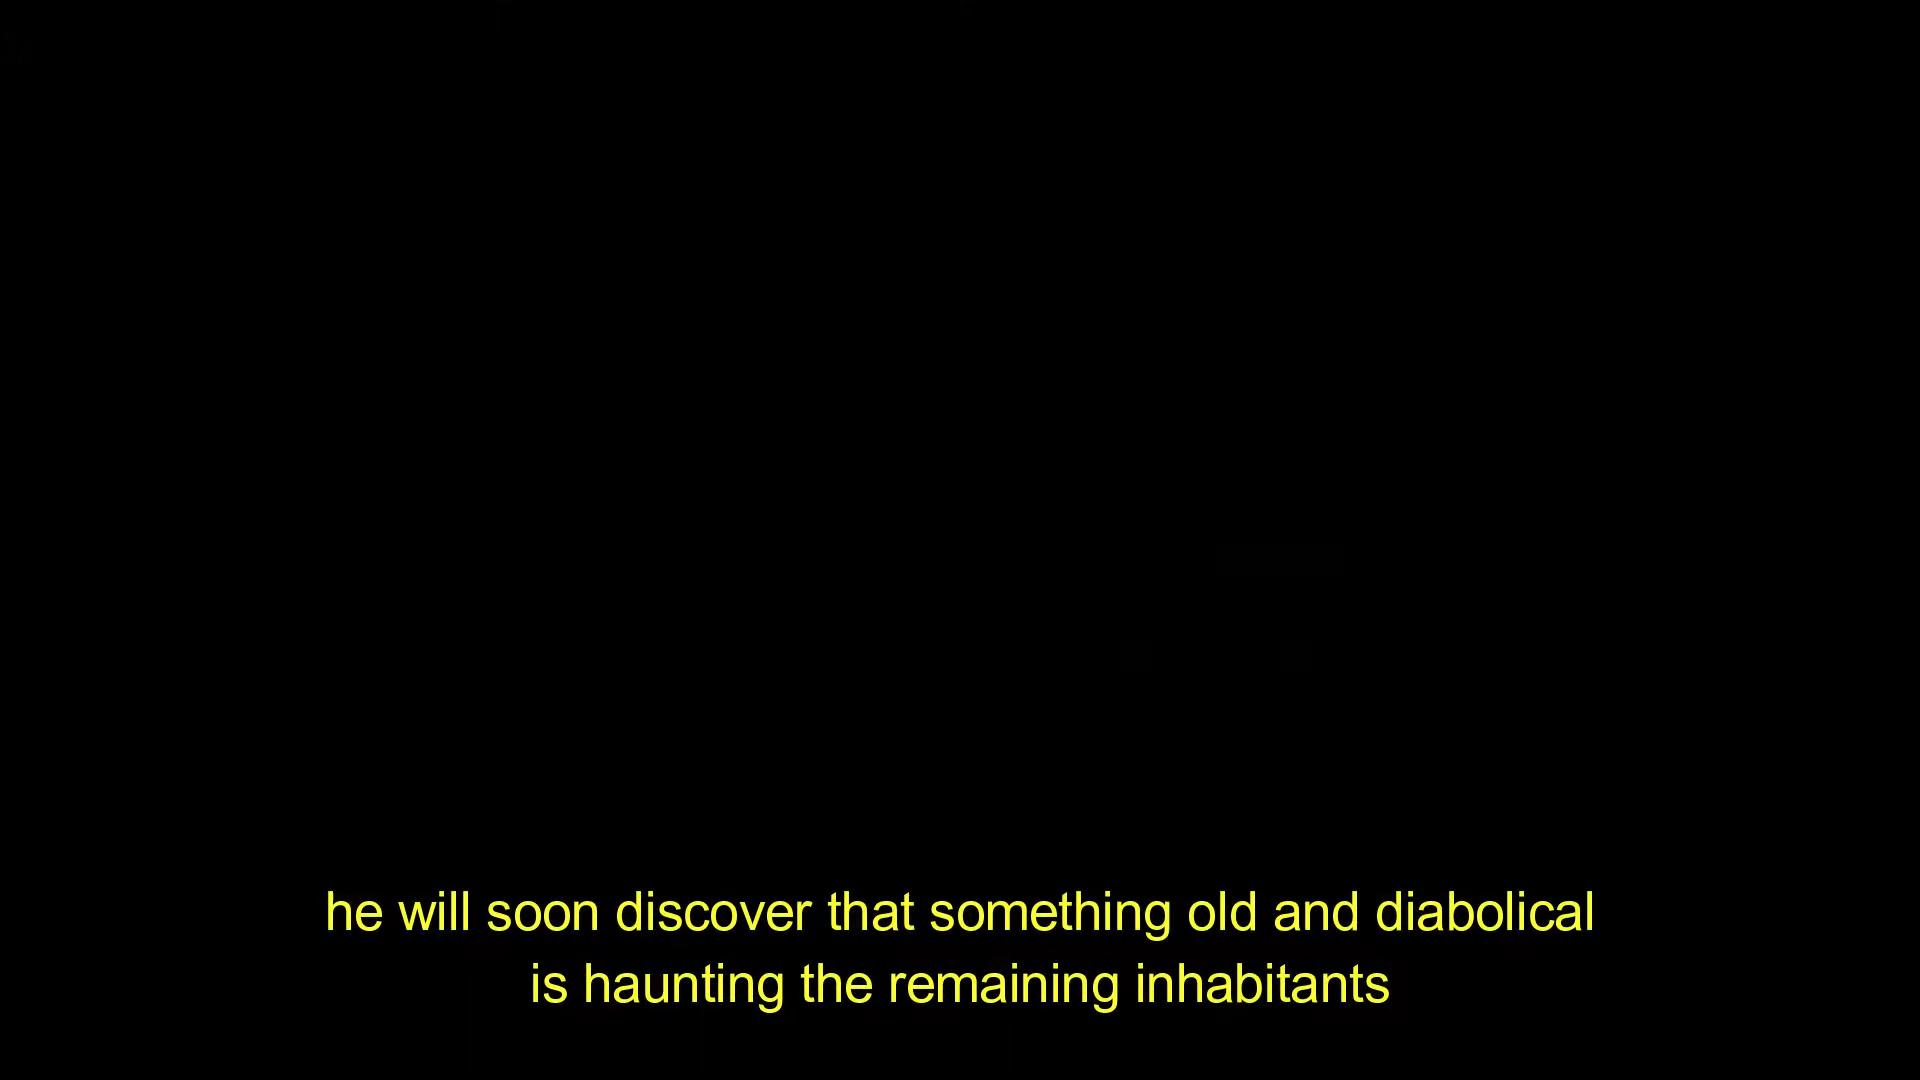 he will soon discover that something old and diabolical
is haunting the remaining inhabitants